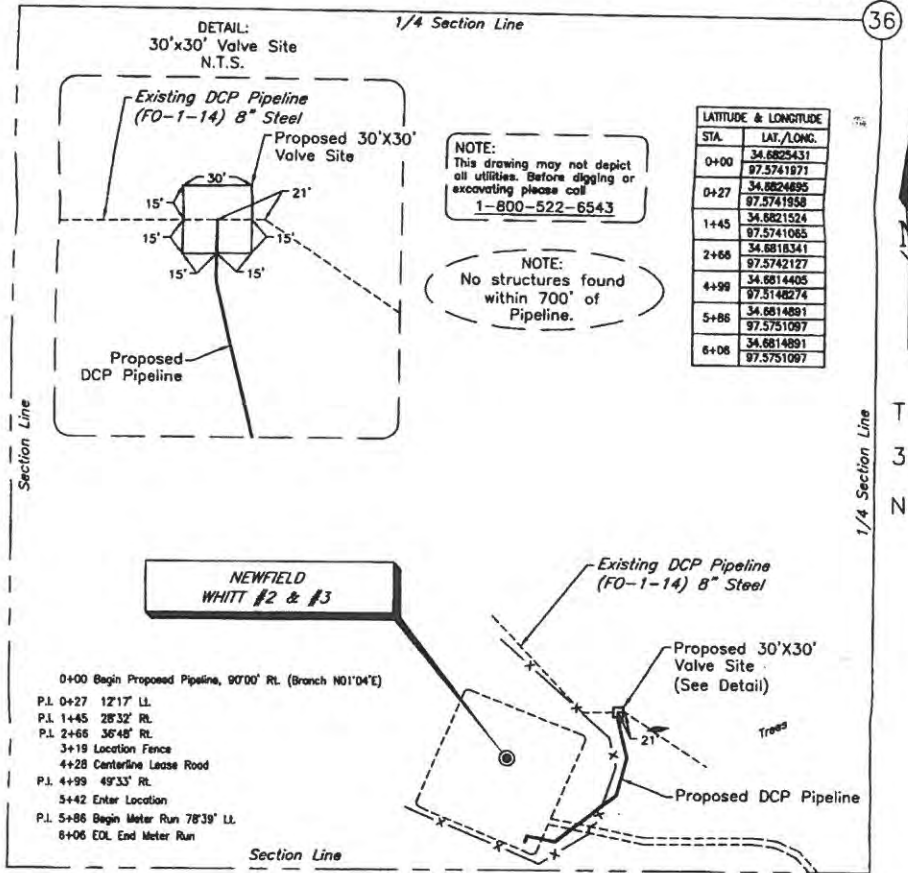 1/4 Section Line
36
DETAIL:
30'x30' Valve Site
N.T.S.
Existing DCP Pipeline
(FO-1-14) 8" Steel
Proposed 30'X30'
Valve Site
30'
21'
15'
15'
15'
15'
15'
Proposed
DCP Pipeline
NOTE:
This drawing may not depict
all utilities. Before digging or
excavating please call
1-800-522-6543
NOTE:
No structures found
within 700' of
Pipeline.
LATITUDE & LONGITUDE
STA. LAT./LONG.
0+00 34.6825431
97.5741971
0+27 34.6824695
97.5741958
1+45 34.6821524
97.5741065
2+66 34.6818341
97.5742127
4+99 34.6814405
97.5148274
5+86 34.6814891
97.5751097
6+06 34.6814891
97.5751097
Section Line
1/4 Section Line
T
3
N
NEWFIELD
WHITT #2 & #3
Existing DCP Pipeline
(FO-1-14) 8" Steel
Proposed 30'X30'
Valve Site
(See Detail)
21'
Trees
Proposed DCP Pipeline
0+00 Begin Proposed Pipeline, 90°00' Rt. (Branch N01°04'E)
P.I. 0+27 12°17' Lt.
P.I. 1+45 28°32' Rt.
P.I. 2+66 36°48' Rt.
3+19 Location Fence
4+28 Centerline Lease Road
P.I. 4+99 49°33' Rt.
5+42 Enter Location
P.I. 5+86 Begin Meter Run 78°39' Lt.
6+06 EOL End Meter Run
Section Line